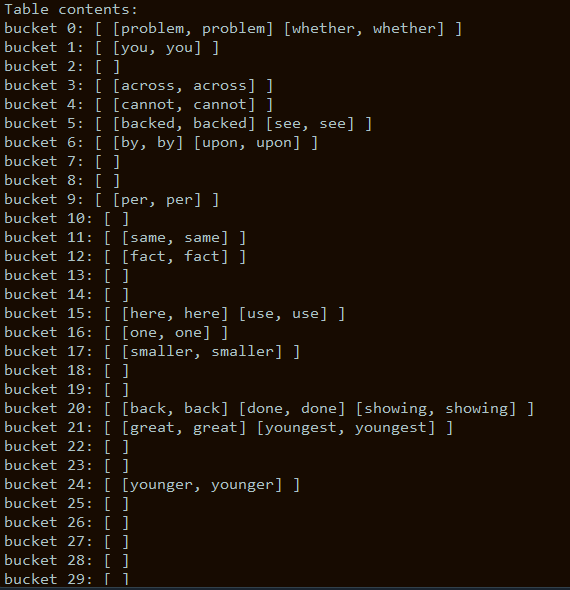 Table contents:
bucket 0: [ [problem, problem] [whether, whether] ]
bucket 1: [ [you, you] ]
bucket 2: [ ]
bucket 3: [ [across, across] ]
bucket 4: [ [cannot, cannot] ]
bucket 5: [ [backed, backed] [see, see] ]
bucket 6: [ [by, by] [upon, upon] ]
bucket 7: [ ]
bucket 8: [ ]
bucket 9: [ [per, per] ]
bucket 10: [ ]
bucket 11: [ [same, same] ]
bucket 12: [ [fact, fact] ]
bucket 13: [ ]
bucket 14: [ ]
bucket 15: [ [here, here] [use, use] ]
bucket 16: [ [one, one] ]
bucket 17: [ [smaller, smaller] ]
bucket 18: [ ]
bucket 19: [ ]
bucket 20: [ [back, back] [done, done] [showing, showing] ]
bucket 21: [ [great, great] [youngest, youngest] ]
bucket 22: [ ]
bucket 23: [ ]
bucket 24: [ [younger, younger] ]
bucket 25: [ ]
bucket 26: [ ]
bucket 27: [ ]
bucket 28: [ ]
bucket 29: [ ]